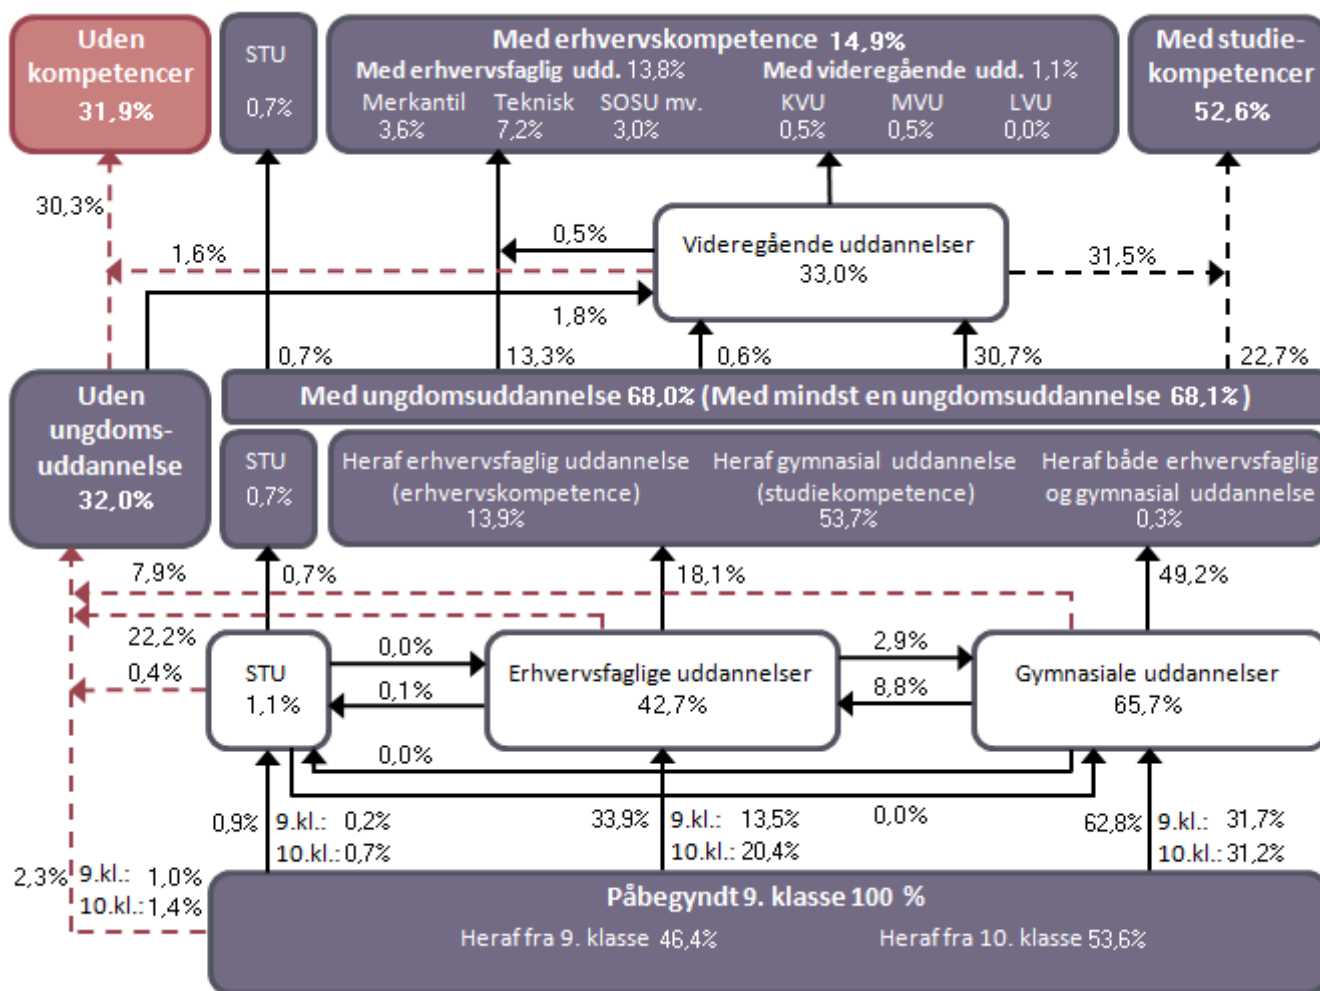 Uden
kompetencer
31,9%
STU
0,7%
Med erhvervskompetence 14,9%
Med erhvervsfaglig udd. 13,8%
Med videregående udd. 1,1%
Merkantil Teknisk SOSU mv.
3,6% 7,2% 3,0%
KVU MVU LVU
0,5% 0,5% 0,0%
Med studie-
kompetencer
52,6%
30,3%
1,6%
0,5%
Videregående uddannelser
33,0%
31,5%
1,8%
0,7%
13,3%
0,6%
30,7%
22,7%
Uden
ungdoms-
uddannelse
32,0%
Med ungdomsuddannelse 68,0% (Med mindst en ungdomsuddannelse 68,1%)
STU
0,7%
Heraf erhvervsfaglig uddannelse
(erhvervskompetence)
13,9%
Heraf gymnasial uddannelse
(studiekompetence)
53,7%
Heraf både erhvervsfaglig
og gymnasial uddannelse
0,3%
7,9%
0,7%
18,1%
49,2%
22,2%
0,4%
STU
1,1%
0,0%
0,1%
Erhvervsfaglige uddannelser
42,7%
2,9%
8,8%
Gymnasiale uddannelser
65,7%
0,0%
0,0%
0,9%
9.kl.: 0,2%
10.kl.: 0,7%
33,9%
9.kl.: 13,5%
10.kl.: 20,4%
62,8%
9.kl.: 31,7%
10.kl.: 31,2%
2,3%
9.kl.: 1,0%
10.kl.: 1,4%
Påbegyndt 9. klasse 100 %
Heraf fra 9. klasse 46,4%
Heraf fra 10. klasse 53,6%